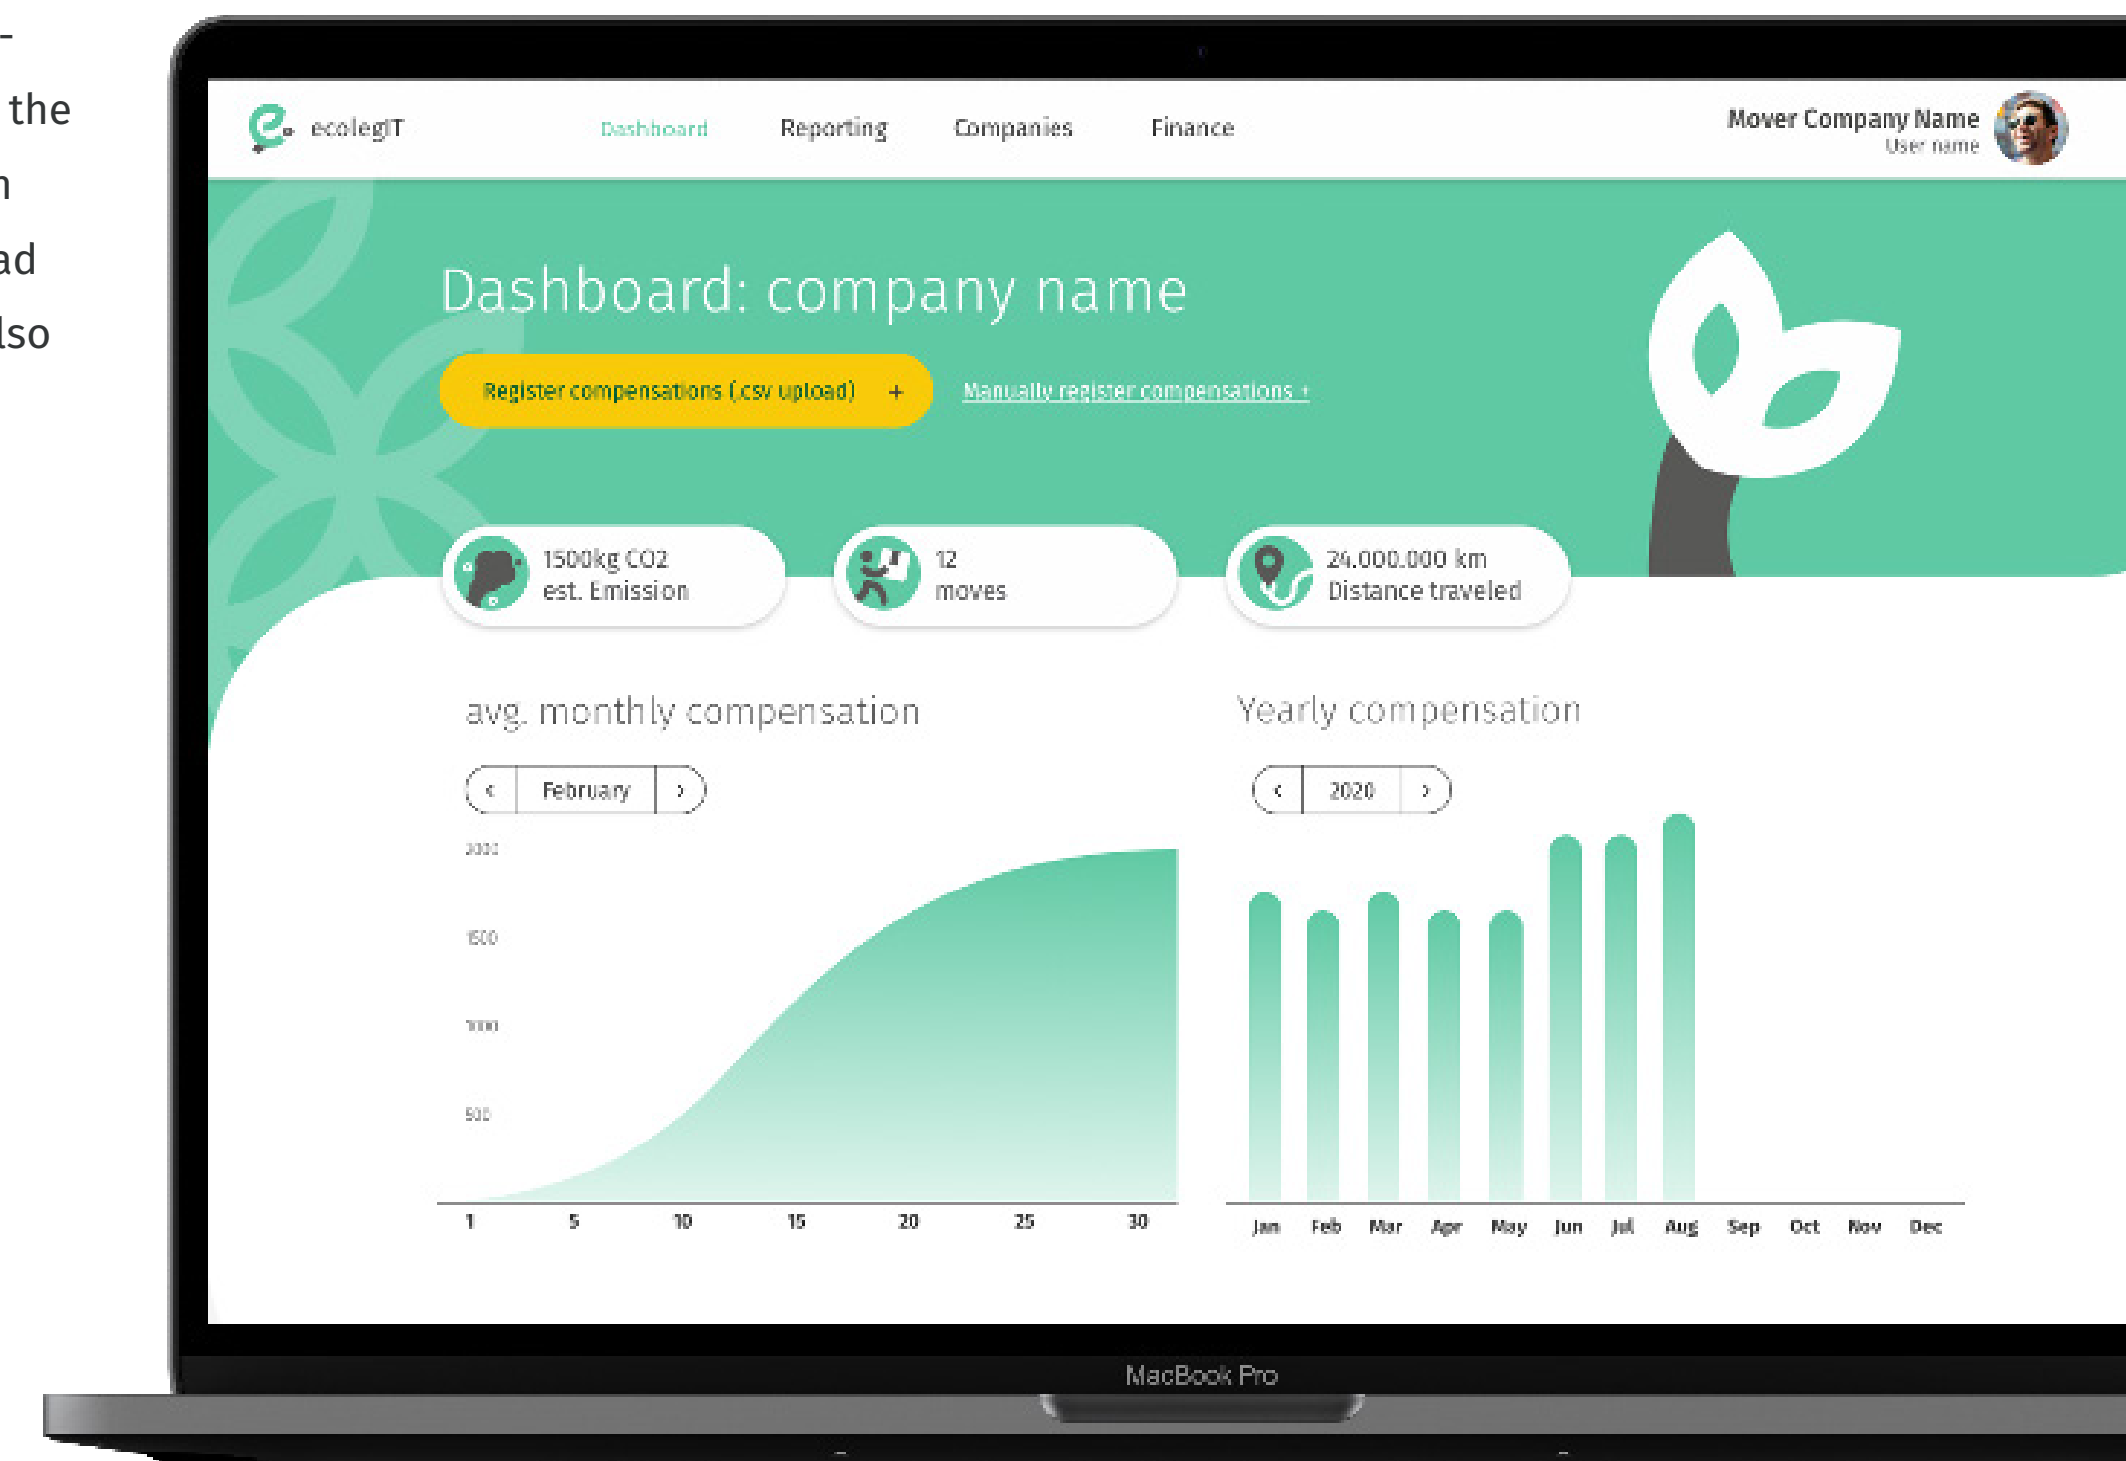 -
the
n
ad
lso
ecolegIT
Dashboard
Reporting
Companies
Finance
Mover Company Name
User name
Dashboard: company name
Register compensations (.csv upload) +
Manually register compensations +
1500kg CO2
est. Emission
12
moves
24.000.000 km
Distance traveled
avg. monthly compensation
Yearly compensation
‹ February ›
‹ 2020 ›
2000
1500
1000
500
1 5 10 15 20 25 30
Jan Feb Mar Apr May Jun Jul Aug Sep Oct Nov Dec
MacBook Pro